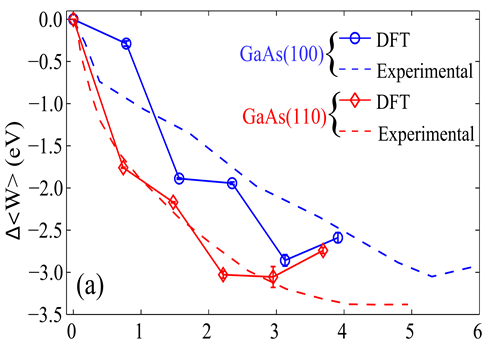 0.0
−0.5
−1.0
−1.5
−2.0
−2.5
−3.0
−3.5
Δ<W> (eV)
GaAs(100)
DFT
Experimental
GaAs(110)
DFT
Experimental
(a)
0 1 2 3 4 5 6